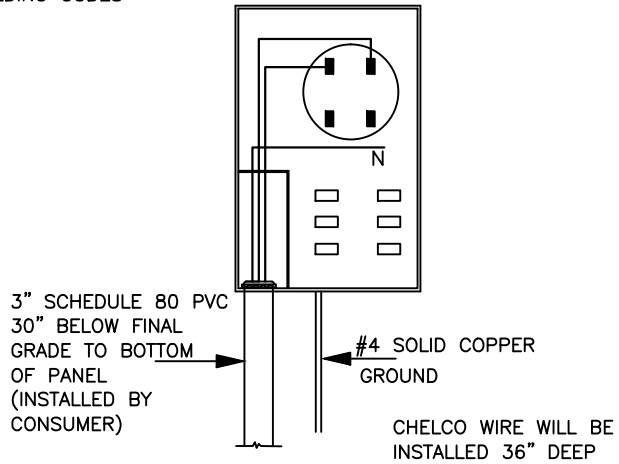 N
3" SCHEDULE 80 PVC
30" BELOW FINAL
GRADE TO BOTTOM
OF PANEL
(INSTALLED BY
CONSUMER)
#4 SOLID COPPER
GROUND
CHELCO WIRE WILL BE
INSTALLED 36" DEEP